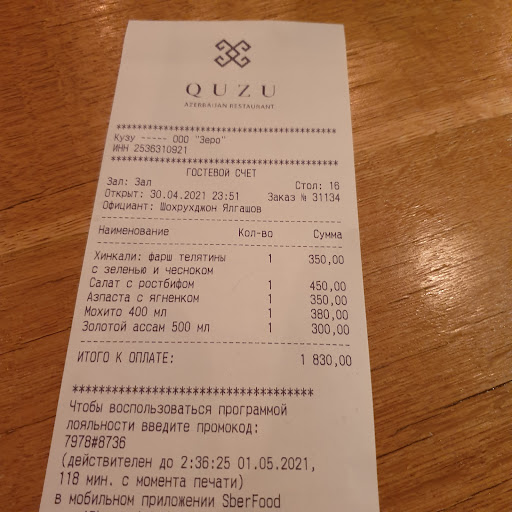 QUZU
AZERBAIJAN RESTAURANT
****************************************
Кузу ----- ООО "Зеро"
ИНН 2536310921
****************************************
ГОСТЕВОЙ СЧЕТ
Зал: Зал Стол: 16
Открыт: 30.04.2021 23:51 Заказ № 31134
Официант: Шохрухджон Ялгашов
Наименование Кол-во Сумма
Хинкали: фарш телятины 1 350,00
с зеленью и чесноком
Салат с ростбифом 1 450,00
Азпаста с ягненком 1 350,00
Мохито 400 мл 1 380,00
Золотой ассам 500 мл 1 300,00
ИТОГО К ОПЛАТЕ: 1 830,00
****************************************
Чтобы воспользоваться программой
лояльности введите промокод:
7978#8736
(действителен до 2:36:25 01.05.2021,
118 мин. с момента печати)
в мобильном приложении SberFood